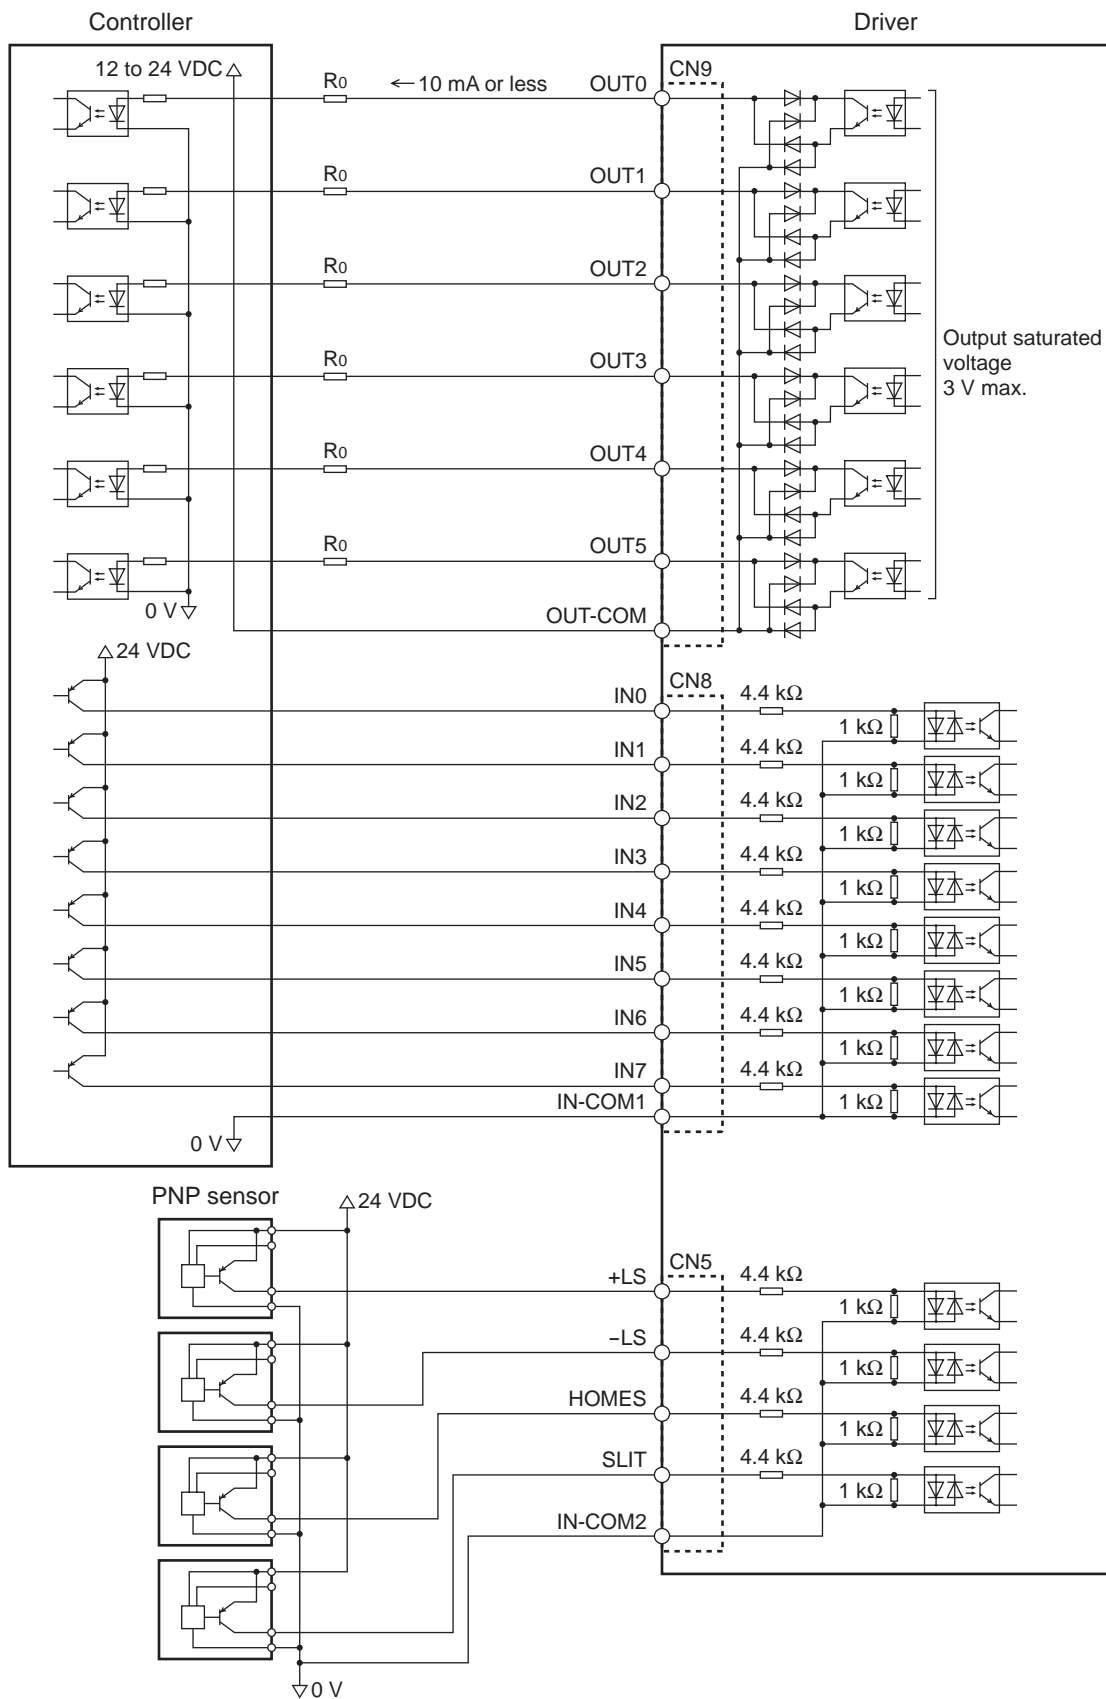 Controller
Driver
12 to 24 VDC
R0
← 10 mA or less
OUT0
CN9
R0
OUT1
R0
OUT2
R0
OUT3
Output saturated
voltage
3 V max.
R0
OUT4
R0
OUT5
0 V
OUT-COM
24 VDC
CN8
IN0
4.4 kΩ
1 kΩ
IN1
4.4 kΩ
1 kΩ
IN2
4.4 kΩ
1 kΩ
IN3
4.4 kΩ
1 kΩ
IN4
4.4 kΩ
1 kΩ
IN5
4.4 kΩ
1 kΩ
IN6
4.4 kΩ
1 kΩ
IN7
4.4 kΩ
1 kΩ
IN-COM1
0 V
PNP sensor
24 VDC
CN5
+LS
4.4 kΩ
1 kΩ
–LS
4.4 kΩ
1 kΩ
HOMES
4.4 kΩ
1 kΩ
SLIT
4.4 kΩ
1 kΩ
IN-COM2
0 V